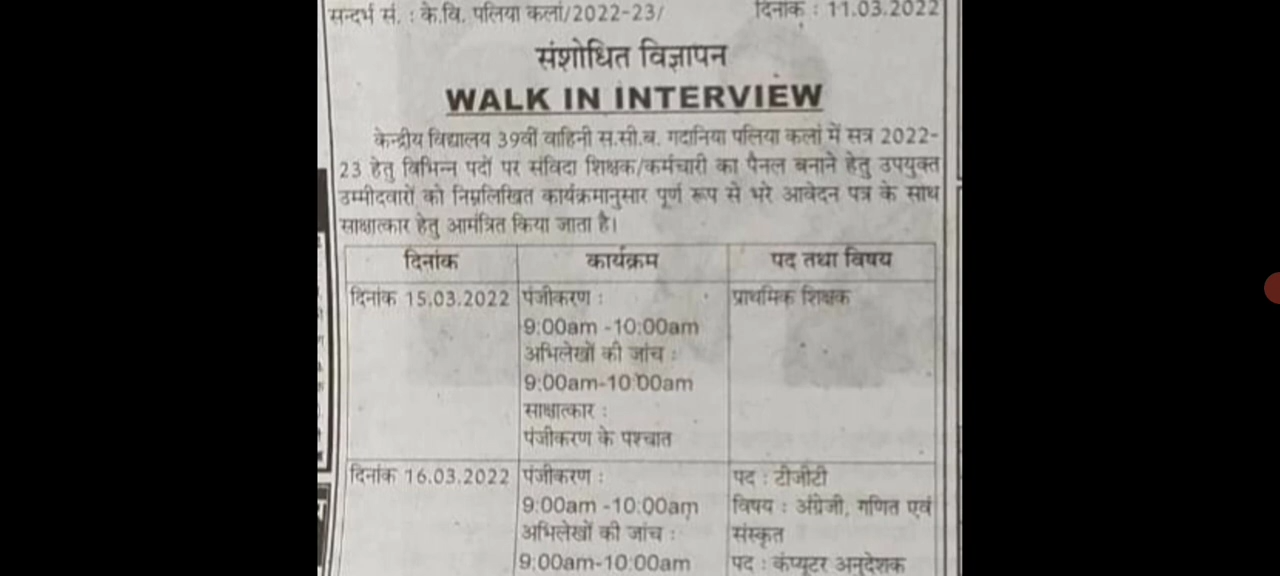 सन्दर्भ सं. : के.वि. पलिया कलां/2022-23/ दिनांक : 11.03.2022
संशोधित विज्ञापन
WALK IN INTERVIEW
केन्द्रीय विद्यालय 39वीं वाहिनी स.सी.ब. गदानिया पलिया कलां में सत्र 2022-
23 हेतु विभिन्न पदों पर संविदा शिक्षक/कर्मचारी का पैनल बनाने हेतु उपयुक्त
उम्मीदवारों को निम्नलिखित कार्यक्रमानुसार पूर्ण रूप से भरे आवेदन पत्र के साथ
साक्षात्कार हेतु आमंत्रित किया जाता है।
दिनांक कार्यक्रम पद तथा विषय
दिनांक 15.03.2022 पंजीकरण : प्राथमिक शिक्षक
9:00am -10:00am
अभिलेखों की जांच :
9:00am-10:00am
साक्षात्कार :
पंजीकरण के पश्चात
दिनांक 16.03.2022 पंजीकरण : पद : टीजीटी
9:00am -10:00am विषय : अंग्रेजी, गणित एवं
अभिलेखों की जांच : संस्कृत
9:00am-10:00am पद : कंप्यूटर अनुदेशक